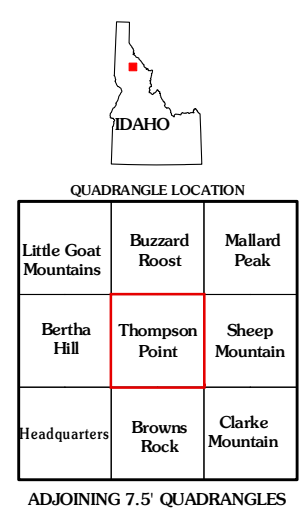 IDAHO
QUADRANGLE LOCATION
Little Goat
Mountains
Buzzard
Roost
Mallard
Peak
Bertha
Hill
Thompson
Point
Sheep
Mountain
Headquarters
Browns
Rock
Clarke
Mountain
ADJOINING 7.5' QUADRANGLES